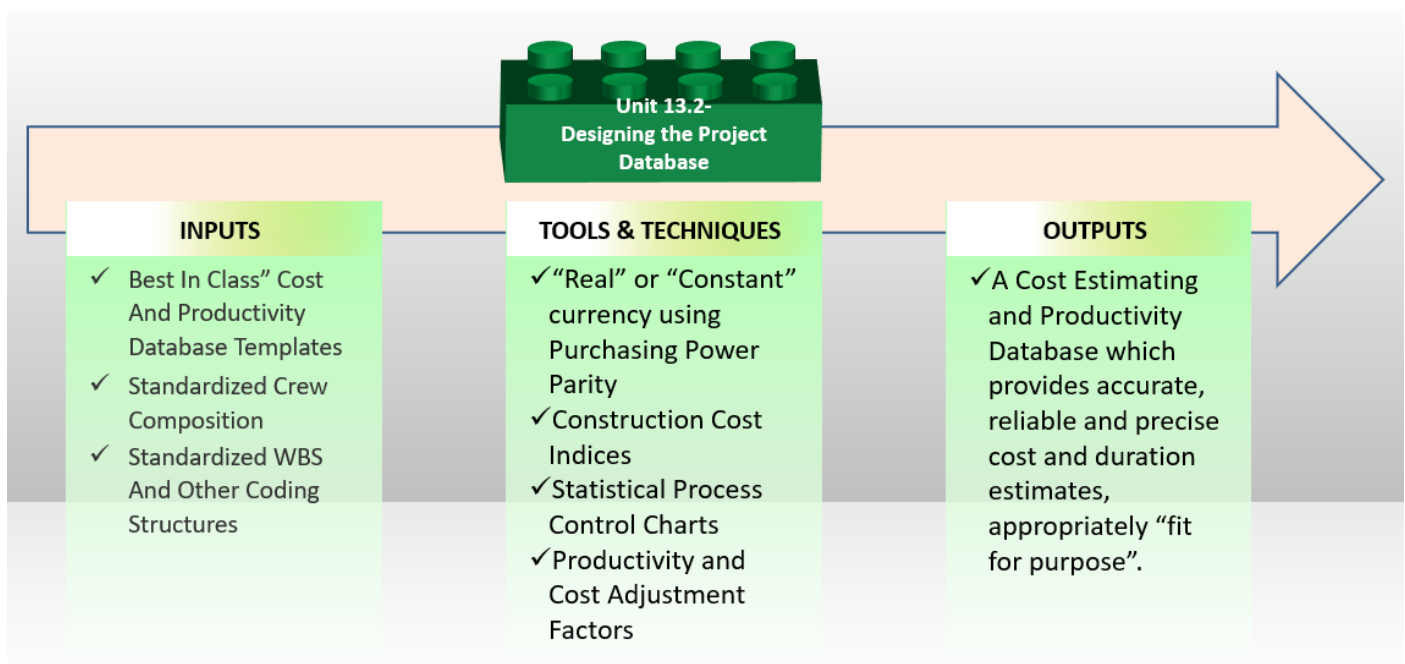 Unit 13.2-
Designing the Project
Database
INPUTS
✓ Best In Class” Cost
And Productivity
Database Templates
✓ Standardized Crew
Composition
✓ Standardized WBS
And Other Coding
Structures
TOOLS & TECHNIQUES
✓“Real” or “Constant”
currency using
Purchasing Power
Parity
✓Construction Cost
Indices
✓Statistical Process
Control Charts
✓Productivity and
Cost Adjustment
Factors
OUTPUTS
✓A Cost Estimating
and Productivity
Database which
provides accurate,
reliable and precise
cost and duration
estimates,
appropriately “fit
for purpose”.